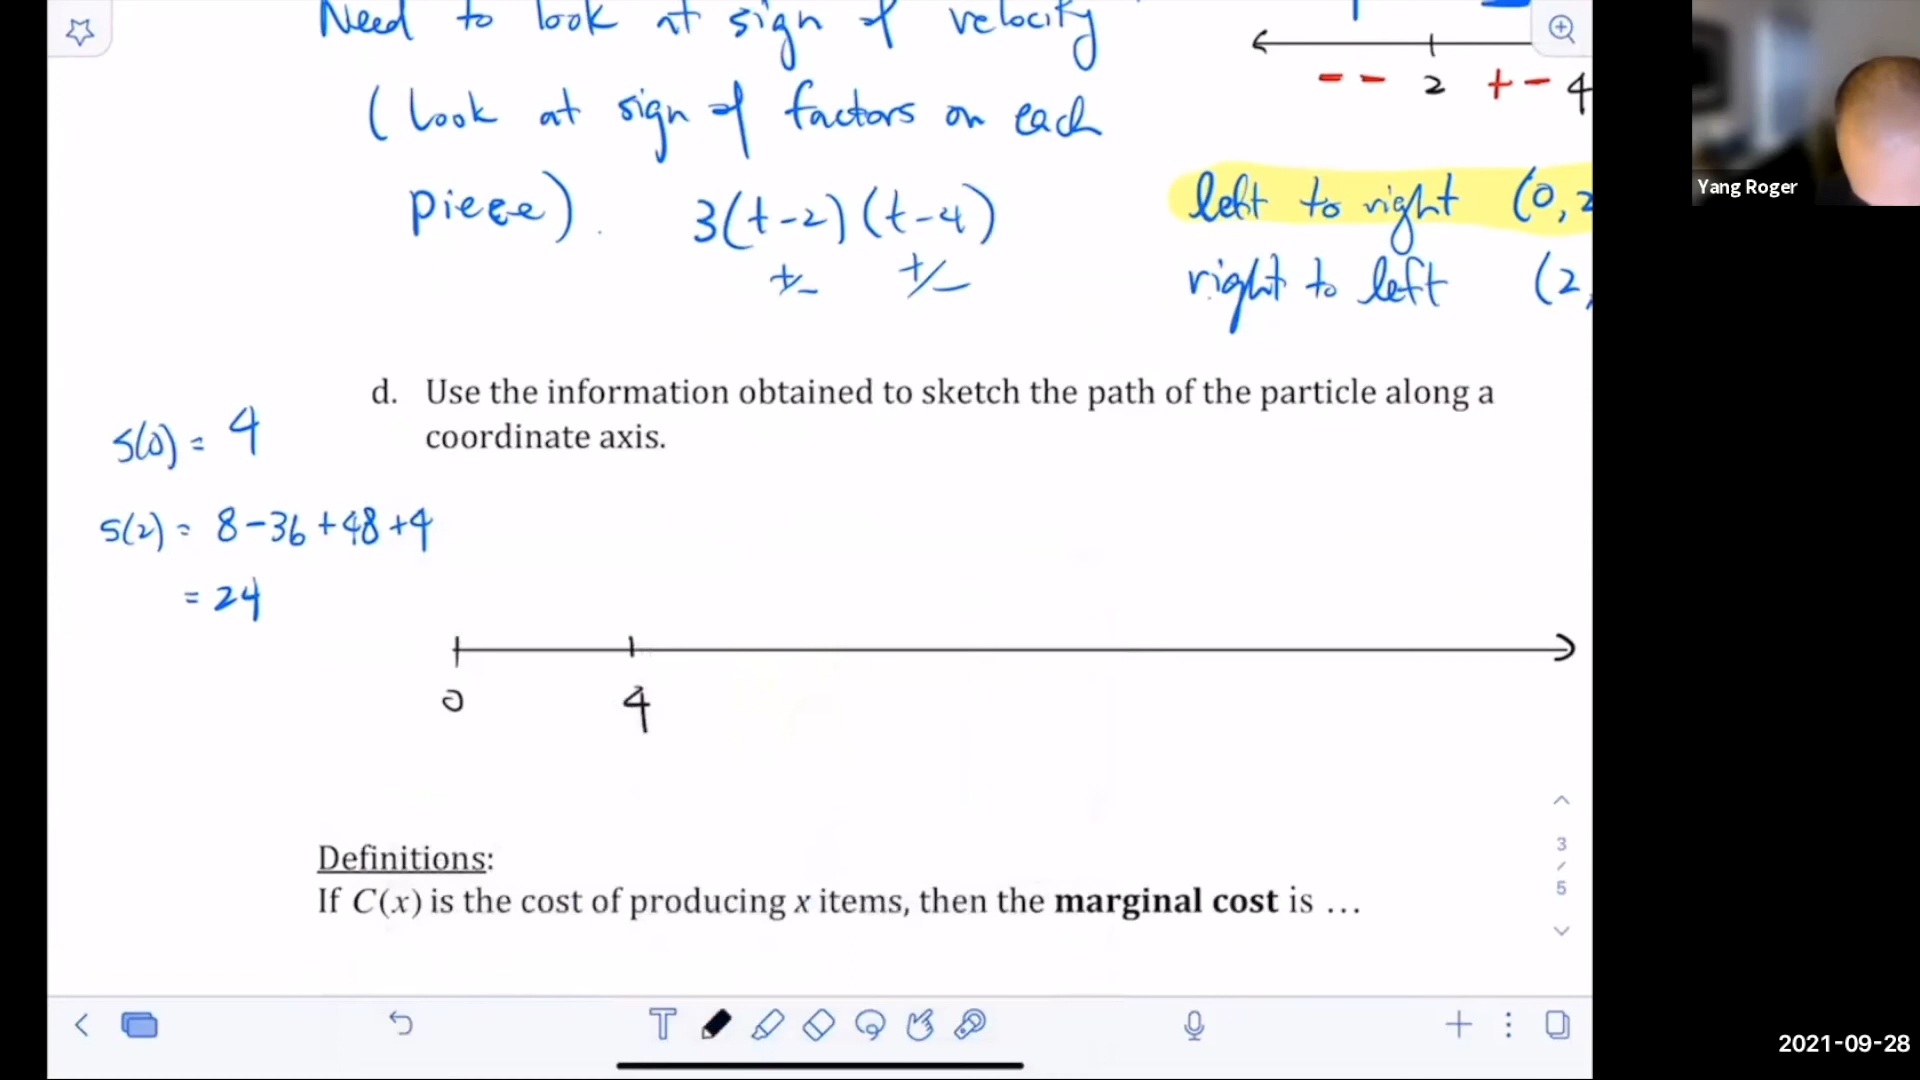 Need to look at sign of velocity
(look at sign of factors on each
piece). 3(t-2)(t-4)
+/- +/-
-- 2 +- 4
left to right (0, 2
right to left (2,
Yang Roger
d. Use the information obtained to sketch the path of the particle along a
coordinate axis.
s(0) = 4
s(2) = 8-36+48+4
= 24
0 4
Definitions:
If C(x) is the cost of producing x items, then the marginal cost is …
3
/
5
T
2021-09-28